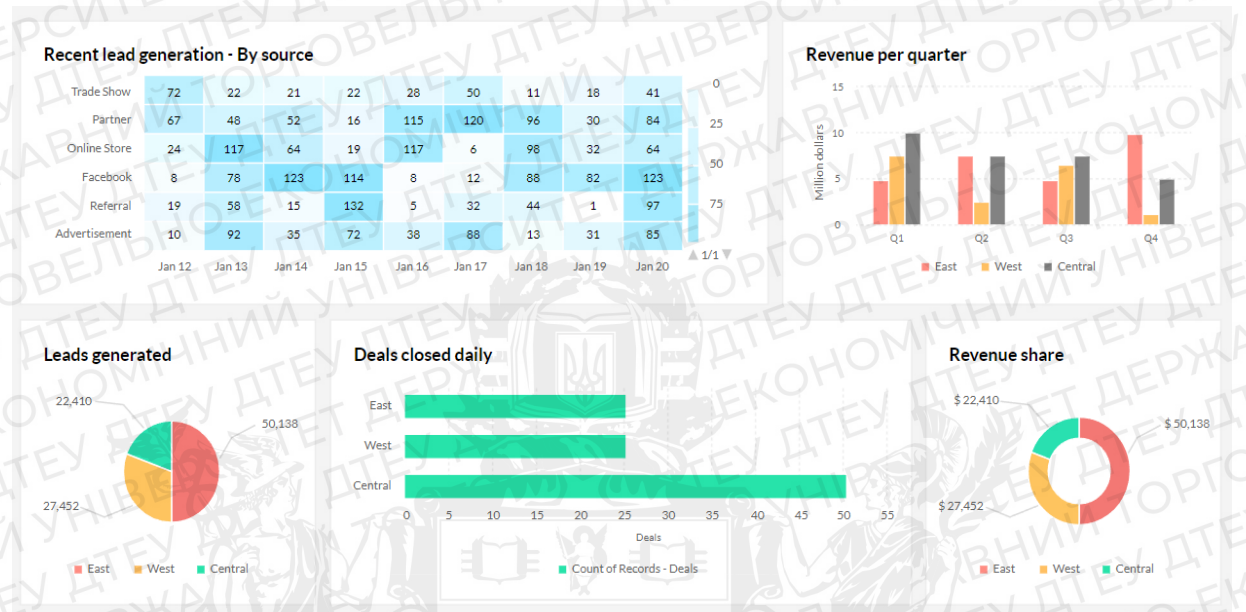 Recent lead generation - By source
Trade Show 72 22 21 22 28 50 11 18 41
Partner 67 48 52 16 115 120 96 30 84
Online Store 24 117 64 19 117 6 98 32 64
Facebook 8 78 123 114 8 12 88 82 123
Referral 19 58 15 132 5 32 44 1 97
Advertisement 10 92 35 72 38 88 13 31 85
Jan 12 Jan 13 Jan 14 Jan 15 Jan 16 Jan 17 Jan 18 Jan 19 Jan 20
0
25
50
75
1/1
Revenue per quarter
Million dollars
15
10
5
0
Q1 Q2 Q3 Q4
East West Central
Leads generated
22,410
50,138
27,452
East West Central
Deals closed daily
East
West
Central
0 5 10 15 20 25 30 35 40 45 50 55
Deals
Count of Records - Deals
Revenue share
$ 22,410
$ 50,138
$ 27,452
East West Central